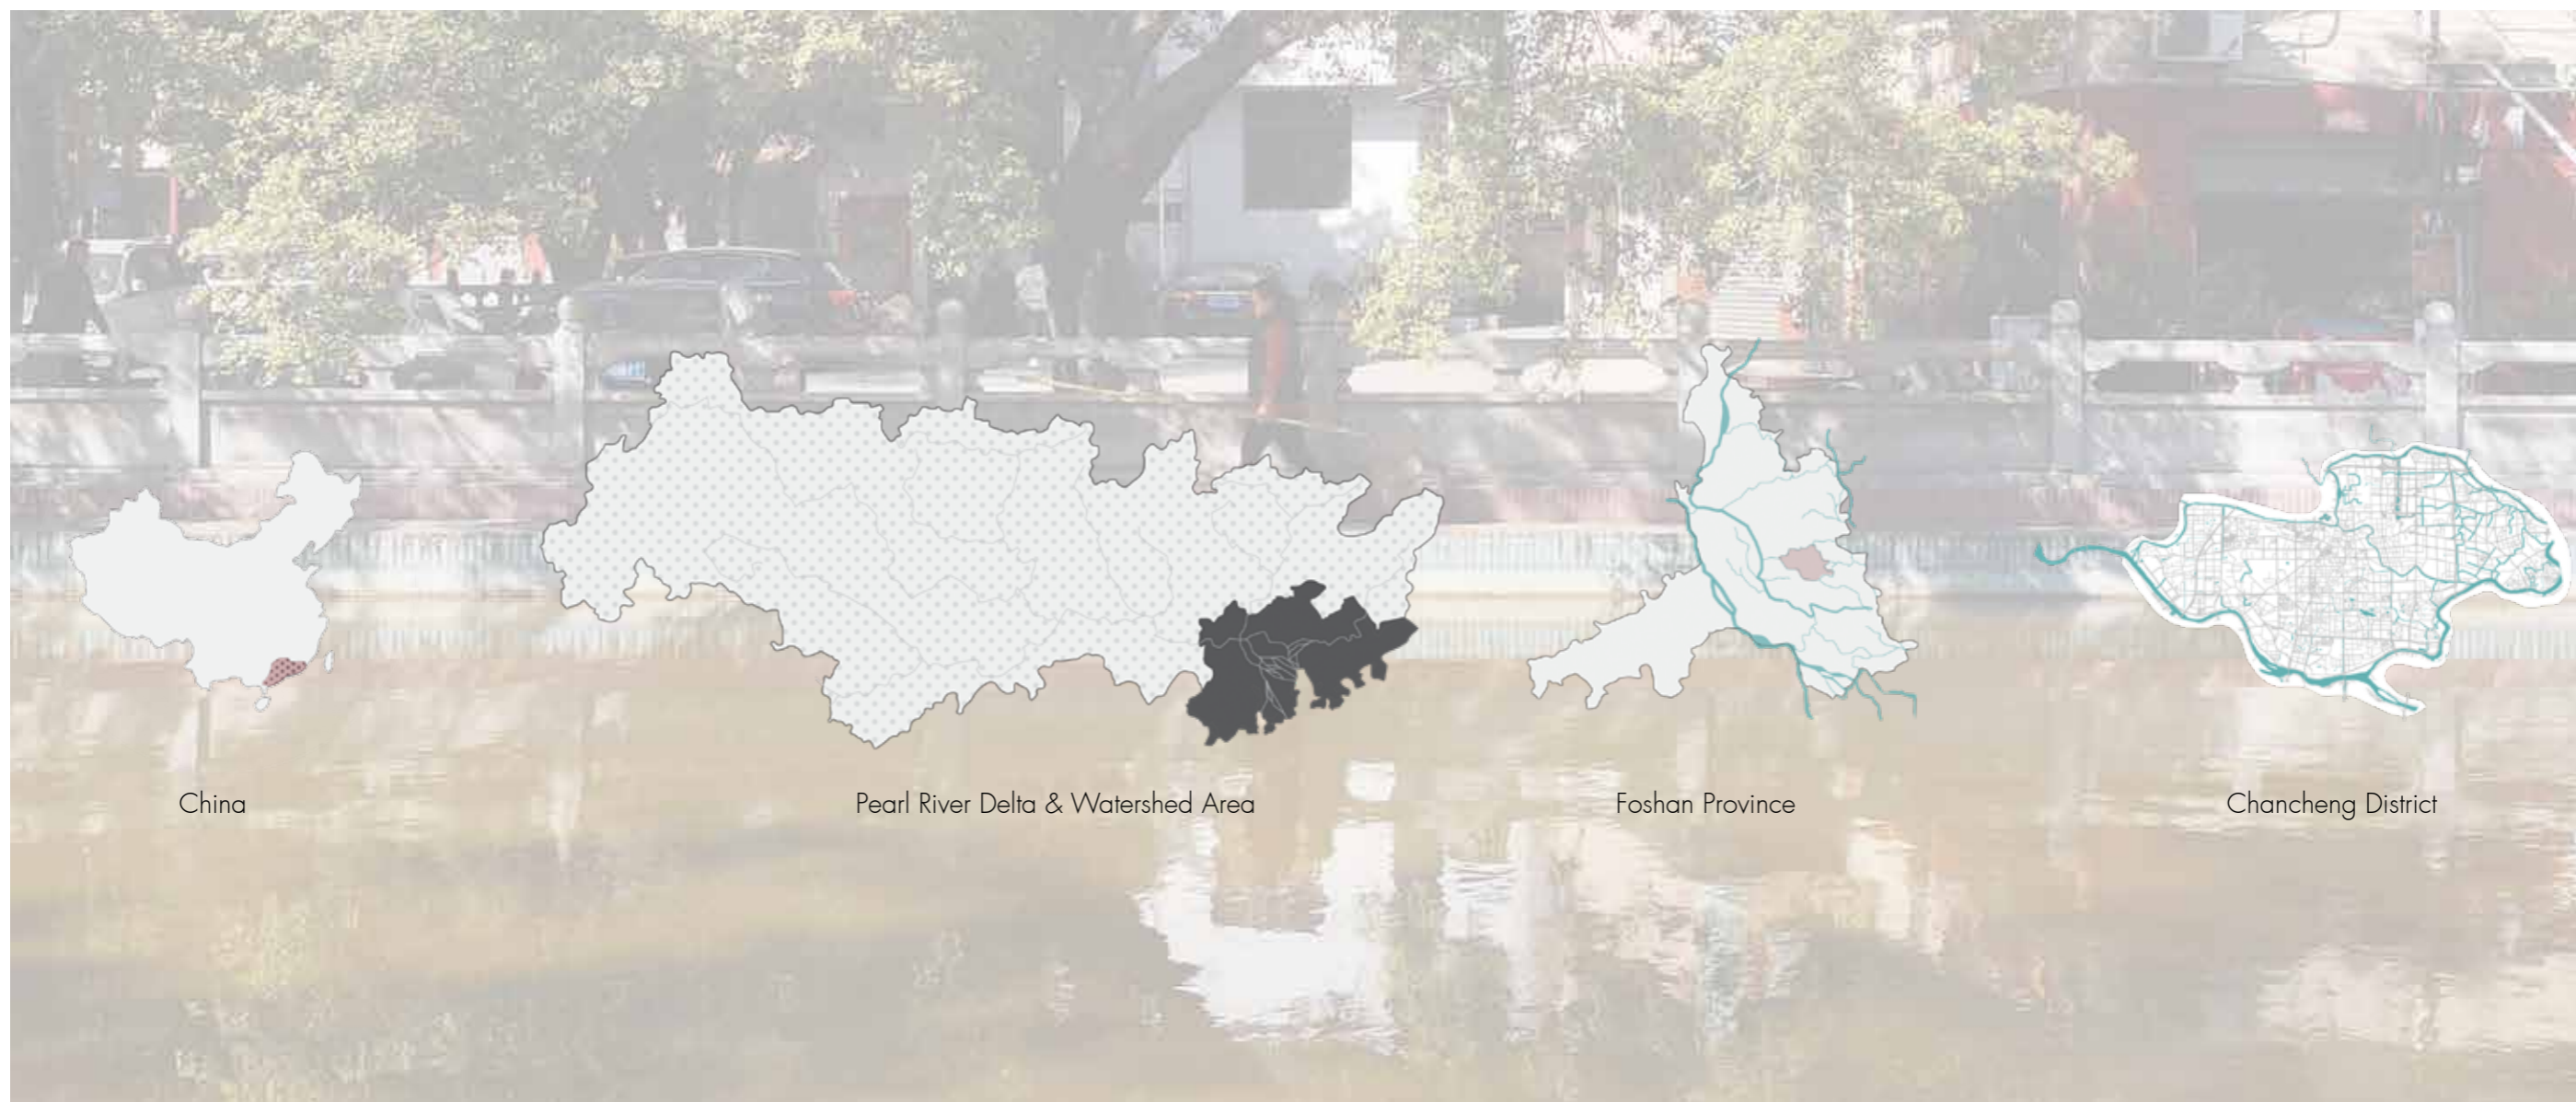 China
Pearl River Delta & Watershed Area
Foshan Province
Chancheng District